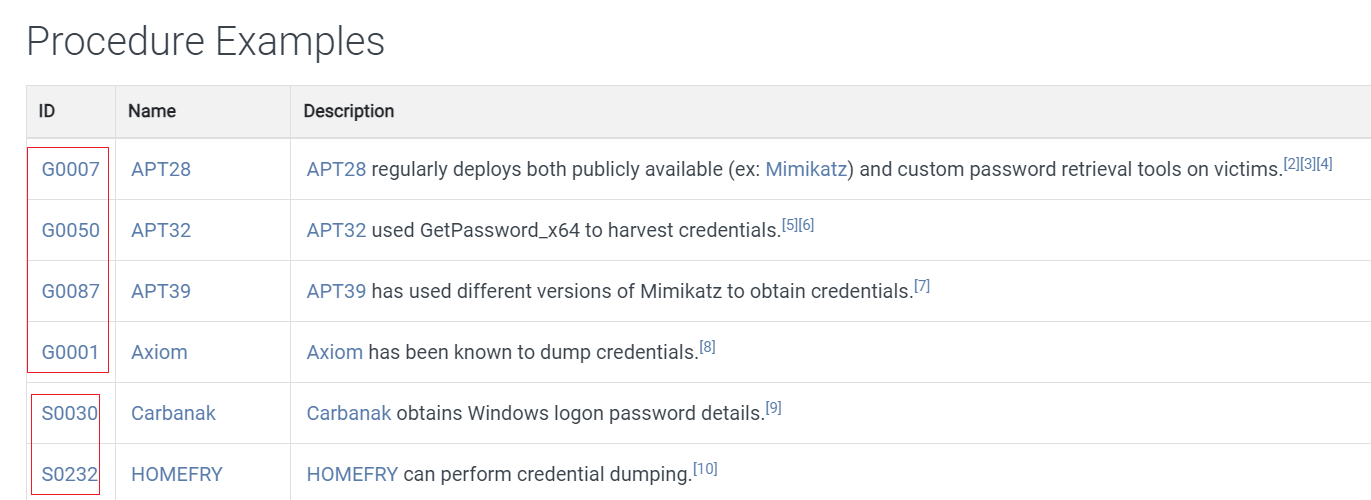 Procedure Examples
ID Name Description
G0007 APT28 APT28 regularly deploys both publicly available (ex: Mimikatz) and custom password retrieval tools on victims.[2][3][4]
G0050 APT32 APT32 used GetPassword_x64 to harvest credentials.[5][6]
G0087 APT39 APT39 has used different versions of Mimikatz to obtain credentials.[7]
G0001 Axiom Axiom has been known to dump credentials.[8]
S0030 Carbanak Carbanak obtains Windows logon password details.[9]
S0232 HOMEFRY HOMEFRY can perform credential dumping.[10]